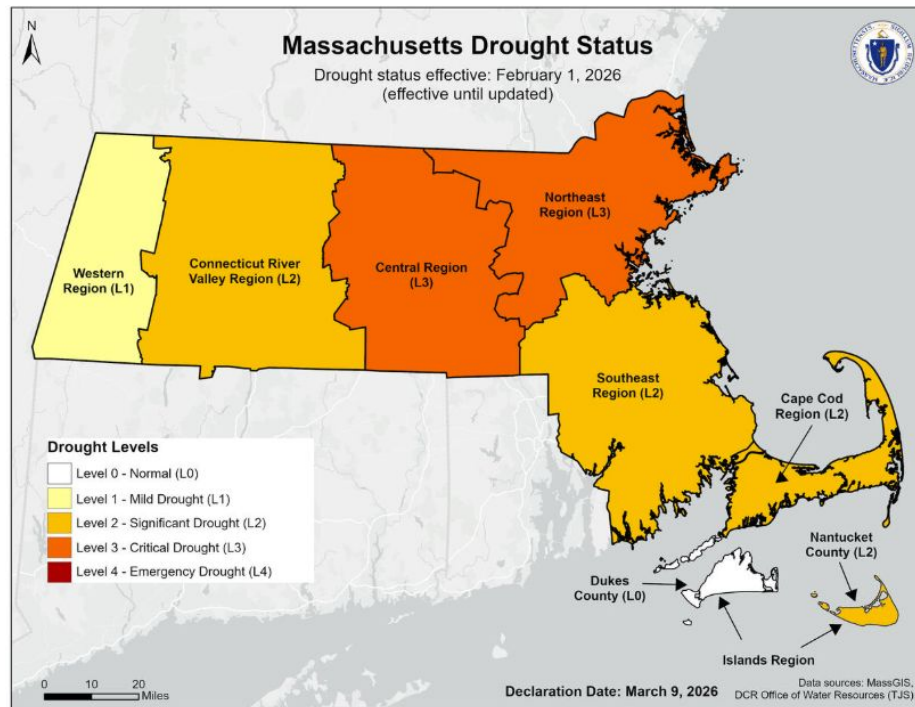 N
Massachusetts Drought Status
Drought status effective: February 1, 2026
(effective until updated)
Northeast
Region (L3)
Western
Region (L1)
Connecticut River
Valley Region (L2)
Central Region
(L3)
Southeast
Region (L2)
Cape Cod
Region (L2)
Drought Levels
Level 0 - Normal (L0)
Level 1 - Mild Drought (L1)
Level 2 - Significant Drought (L2)
Level 3 - Critical Drought (L3)
Level 4 - Emergency Drought (L4)
Nantucket
County (L2)
Dukes
County (L0)
Islands Region
0 10 20
Miles
Declaration Date: March 9, 2026
Data sources: MassGIS,
DCR Office of Water Resources (TJS)